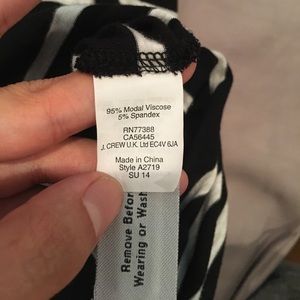 95% Modal Viscose
5% Spandex
RN77388
CA56445
J. CREW U.K. Ltd EC4V 6JA
Made in China
Style A2719
SU 14
Remove Before
Wearing or Wash